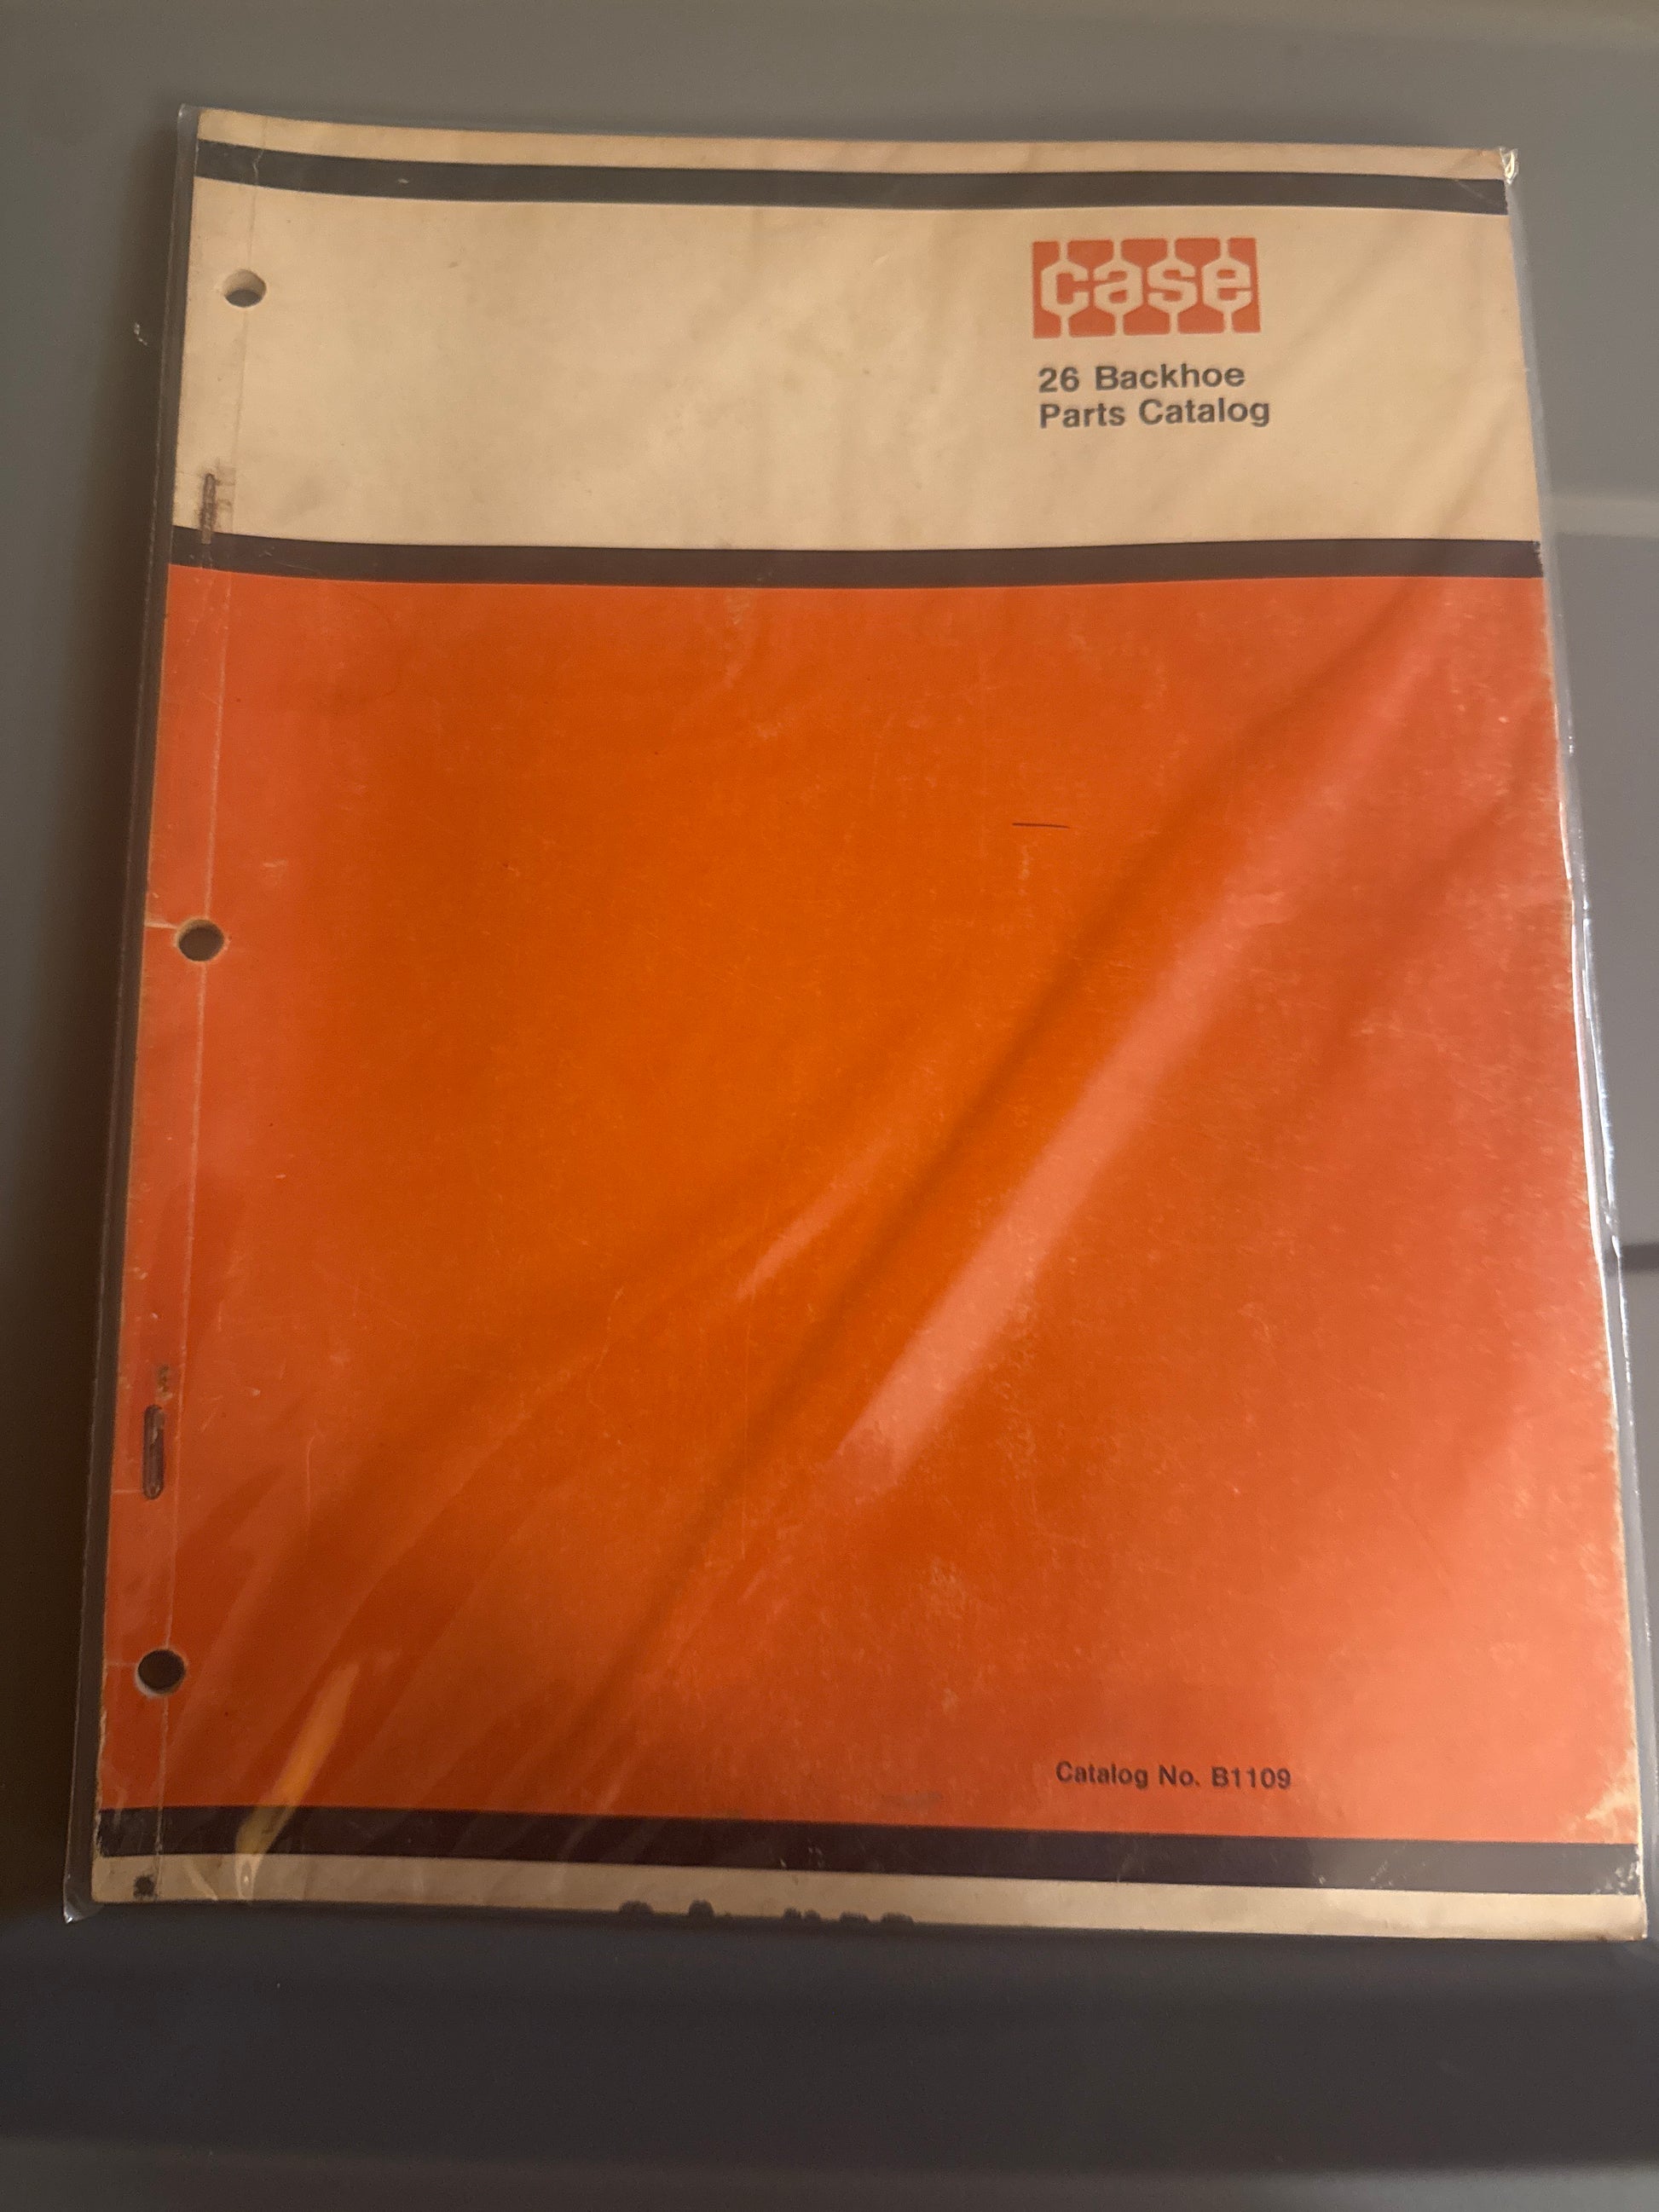 case
26 Backhoe
Parts Catalog
Catalog No. B1109